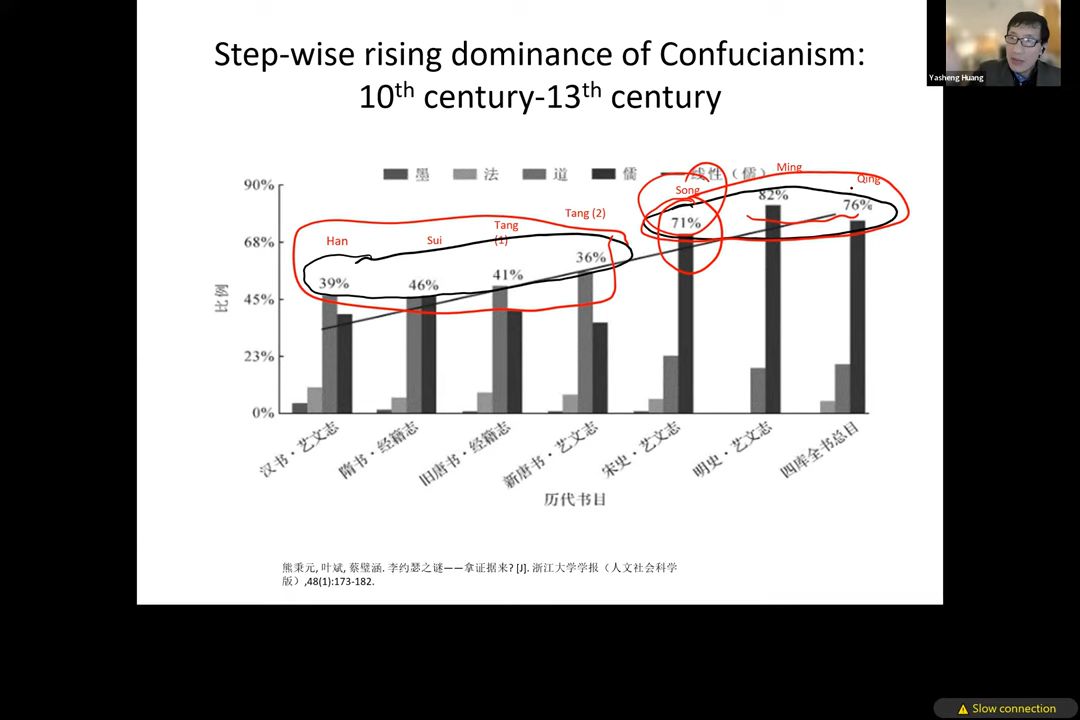 Step-wise rising dominance of Confucianism:
10th century-13th century
Yasheng Huang
墨 法 道 儒 线性（儒）
90%
68%
45%
23%
0%
比例
Han
Sui
Tang
(1)
Tang (2)
Song
Ming
Qing
39%
46%
41%
36%
71%
82%
76%
汉书·艺文志
隋书·经籍志
旧唐书·经籍志
新唐书·艺文志
宋史·艺文志
明史·艺文志
四库全书总目
历代书目
熊秉元, 叶斌, 蔡璧涵. 李约瑟之谜——拿证据来? [J]. 浙江大学学报（人文社会科学
版）,48(1):173-182.
Slow connection